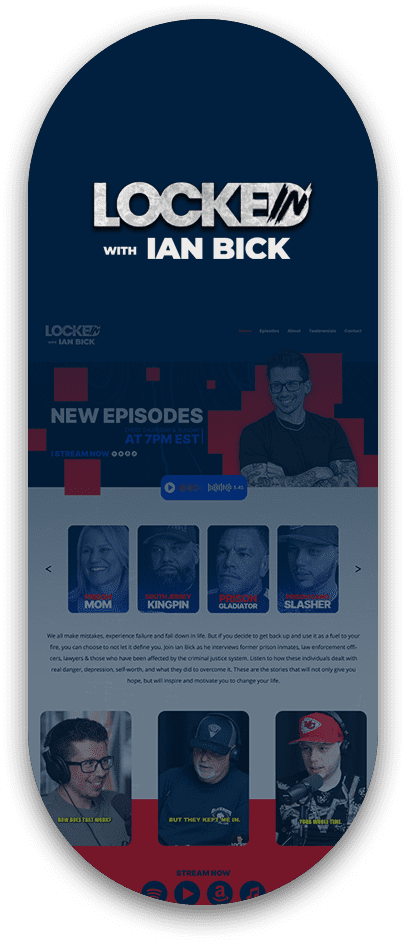 LOCKED IN
WITH IAN BICK
LOCKED IN
WITH IAN BICK
Home Episodes About Testimonials Contact
NEW EPISODES
AT 7PM EST
STREAM NOW
MOM
SOUTH JERSEY
KINGPIN
PRISON
GLADIATOR
SLASHER
We all make mistakes, experience failure and fall down in life. But if you decide to get back up and use it as a fuel to your
fire, you can choose to not let it define you. Join Ian Bick as he interviews former prison inmates, law enforcement offi-
cers, lawyers & those who have been affected by the criminal justice system. Listen to how these individuals dealt with
real danger, depression, self-worth, and what they did to overcome it. These are the stories that will not only give you
hope, but will inspire and motivate you to change your life.
HOW DOES THAT WORK?
BUT THEY KEPT ME IN.
YOUR WHOLE TIME.
STREAM NOW